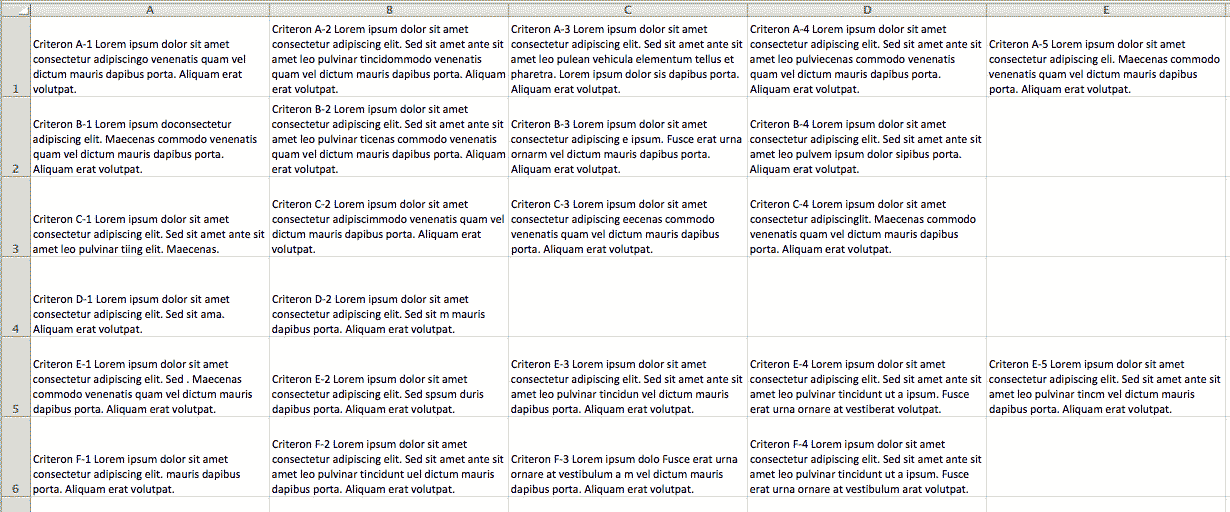 A B C D E
1
Criteron A-1 Lorem ipsum dolor sit amet
consectetur adipiscingo venenatis quam vel
dictum mauris dapibus porta. Aliquam erat
volutpat.
Criteron A-2 Lorem ipsum dolor sit amet
consectetur adipiscing elit. Sed sit amet ante sit
amet leo pulvinar tincidommodo venenatis
quam vel dictum mauris dapibus porta. Aliquam
erat volutpat.
Criteron A-3 Lorem ipsum dolor sit amet
consectetur adipiscing elit. Sed sit amet ante sit
amet leo pulean vehicula elementum tellus et
pharetra. Lorem ipsum dolor sis dapibus porta.
Aliquam erat volutpat.
Criteron A-4 Lorem ipsum dolor sit amet
consectetur adipiscing elit. Sed sit amet ante sit
amet leo pulviecenas commodo venenatis
quam vel dictum mauris dapibus porta.
Aliquam erat volutpat.
Criteron A-5 Lorem ipsum dolor sit amet
consectetur adipiscing eli. Maecenas commodo
venenatis quam vel dictum mauris dapibus
porta. Aliquam erat volutpat.
2
Criteron B-1 Lorem ipsum doconsectetur
adipiscing elit. Maecenas commodo venenatis
quam vel dictum mauris dapibus porta.
Aliquam erat volutpat.
Criteron B-2 Lorem ipsum dolor sit amet
consectetur adipiscing elit. Sed sit amet ante sit
amet leo pulvinar ticenas commodo venenatis
quam vel dictum mauris dapibus porta. Aliquam
erat volutpat.
Criteron B-3 Lorem ipsum dolor sit amet
consectetur adipiscing e ipsum. Fusce erat urna
ornarm vel dictum mauris dapibus porta.
Aliquam erat volutpat.
Criteron B-4 Lorem ipsum dolor sit amet
consectetur adipiscing elit. Sed sit amet ante sit
amet leo pulvem ipsum dolor sipibus porta.
Aliquam erat volutpat.
3
Criteron C-1 Lorem ipsum dolor sit amet
consectetur adipiscing elit. Sed sit amet ante sit
amet leo pulvinar tiing elit. Maecenas.
Criteron C-2 Lorem ipsum dolor sit amet
consectetur adipiscimmodo venenatis quam vel
dictum mauris dapibus porta. Aliquam erat
volutpat.
Criteron C-3 Lorem ipsum dolor sit amet
consectetur adipiscing eecenas commodo
venenatis quam vel dictum mauris dapibus
porta. Aliquam erat volutpat.
Criteron C-4 Lorem ipsum dolor sit amet
consectetur adipiscinglit. Maecenas commodo
venenatis quam vel dictum mauris dapibus
porta. Aliquam erat volutpat.
4
Criteron D-1 Lorem ipsum dolor sit amet
consectetur adipiscing elit. Sed sit ama.
Aliquam erat volutpat.
Criteron D-2 Lorem ipsum dolor sit amet
consectetur adipiscing elit. Sed sit m mauris
dapibus porta. Aliquam erat volutpat.
5
Criteron E-1 Lorem ipsum dolor sit amet
consectetur adipiscing elit. Sed . Maecenas
commodo venenatis quam vel dictum mauris
dapibus porta. Aliquam erat volutpat.
Criteron E-2 Lorem ipsum dolor sit amet
consectetur adipiscing elit. Sed spsum duris
dapibus porta. Aliquam erat volutpat.
Criteron E-3 Lorem ipsum dolor sit amet
consectetur adipiscing elit. Sed sit amet ante sit
amet leo pulvinar tincidun vel dictum mauris
dapibus porta. Aliquam erat volutpat.
Criteron E-4 Lorem ipsum dolor sit amet
consectetur adipiscing elit. Sed sit amet ante sit
amet leo pulvinar tincidunt ut a ipsum. Fusce
erat urna ornare at vestiberat volutpat.
Criteron E-5 Lorem ipsum dolor sit amet
consectetur adipiscing elit. Sed sit amet ante sit
amet leo pulvinar tincm vel dictum mauris
dapibus porta. Aliquam erat volutpat.
6
Criteron F-1 Lorem ipsum dolor sit amet
consectetur adipiscing elit. mauris dapibus
porta. Aliquam erat volutpat.
Criteron F-2 Lorem ipsum dolor sit amet
consectetur adipiscing elit. Sed sit amet ante sit
amet leo pulvinar tincidunt uel dictum mauris
dapibus porta. Aliquam erat volutpat.
Criteron F-3 Lorem ipsum dolo Fusce erat urna
ornare at vestibulum a m vel dictum mauris
dapibus porta. Aliquam erat volutpat.
Criteron F-4 Lorem ipsum dolor sit amet
consectetur adipiscing elit. Sed sit amet ante sit
amet leo pulvinar tincidunt ut a ipsum. Fusce
erat urna ornare at vestibulum arat volutpat.